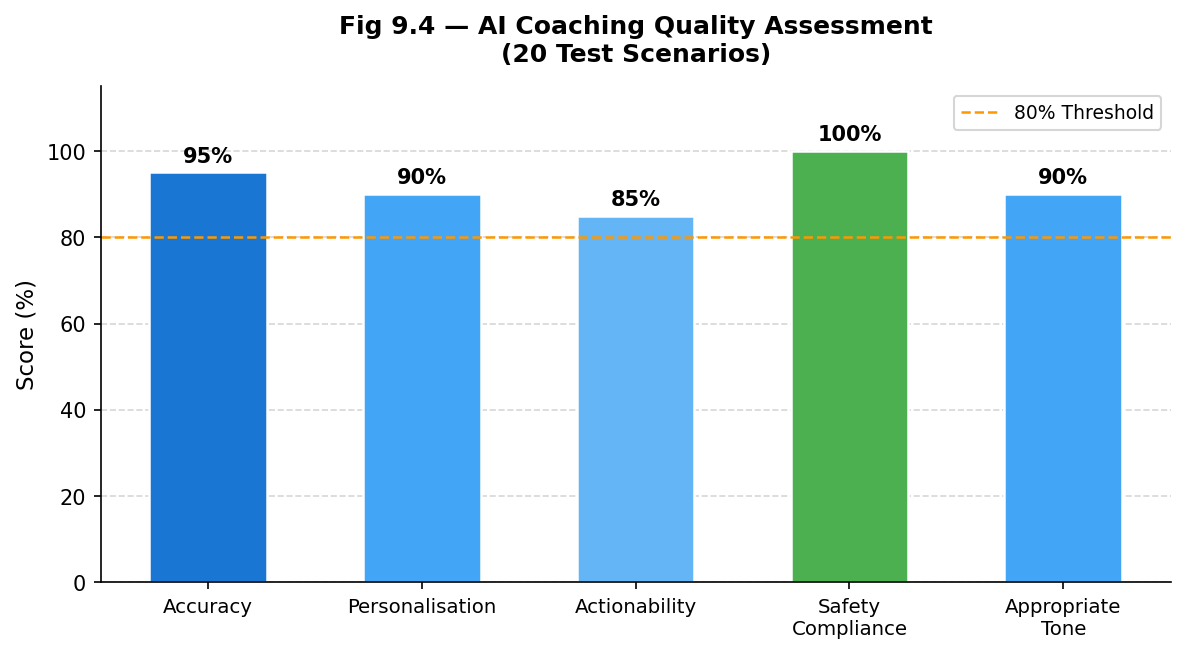 Fig 9.4 — AI Coaching Quality Assessment
(20 Test Scenarios)
80% Threshold
Score (%)
100
80
60
40
20
0
95%
90%
85%
100%
90%
Accuracy
Personalisation
Actionability
Safety
Compliance
Appropriate
Tone